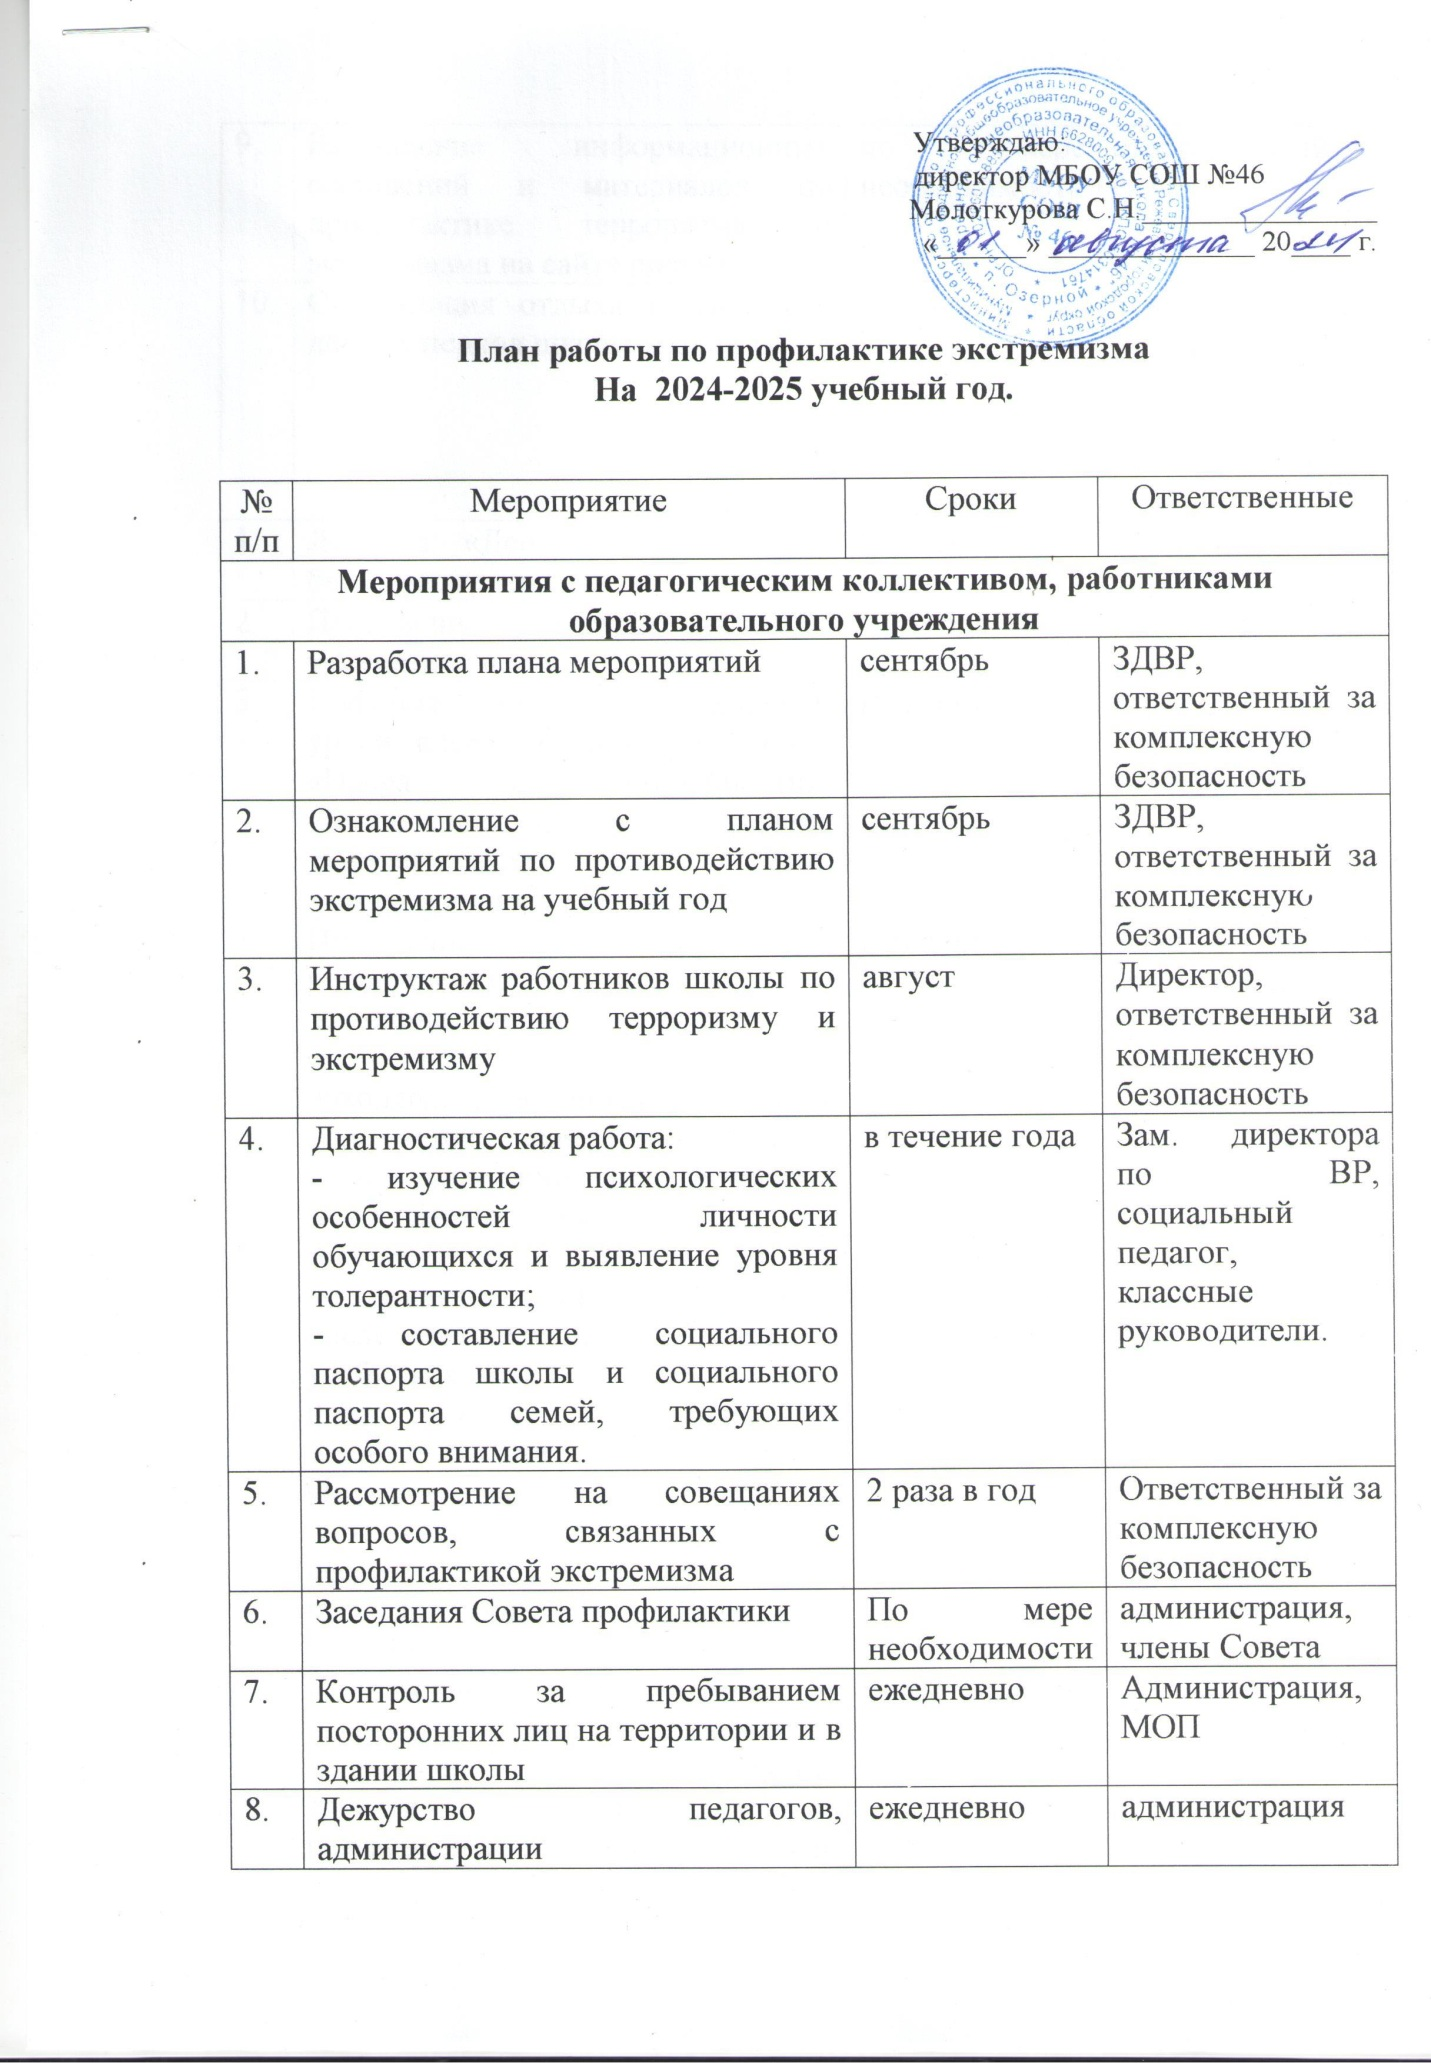 Утверждаю:
директор МБОУ СОШ №46
Молоткурова С.Н.
« 01 » августа 2024 г.
МБОУ
СОШ
№ 46
План работы по профилактике экстремизма
На 2024-2025 учебный год.
№ Мероприятие Сроки Ответственные
п/п
Мероприятия с педагогическим коллективом, работниками
образовательного учреждения
1. Разработка плана мероприятий сентябрь ЗДВР,
ответственный за
комплексную
безопасность
2. Ознакомление с планом сентябрь ЗДВР,
мероприятий по противодействию ответственный за
экстремизма на учебный год комплексную
безопасность
3. Инструктаж работников школы по август Директор,
противодействию терроризму и ответственный за
экстремизму комплексную
безопасность
4. Диагностическая работа: в течение года Зам. директора
- изучение психологических по ВР,
особенностей личности социальный
обучающихся и выявление уровня педагог,
толерантности; классные
- составление социального руководители.
паспорта школы и социального
паспорта семей, требующих
особого внимания.
5. Рассмотрение на совещаниях 2 раза в год Ответственный за
вопросов, связанных с комплексную
профилактикой экстремизма безопасность
6. Заседания Совета профилактики По мере администрация,
необходимости члены Совета
7. Контроль за пребыванием ежедневно Администрация,
посторонних лиц на территории и в МОП
здании школы
8. Дежурство педагогов, ежедневно администрация
администрации